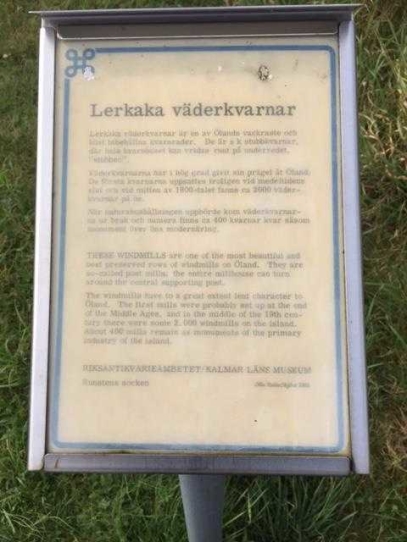 Lerkaka väderkvarnar
Lerkaka väderkvarnar är en av Ölands vackraste och
bäst bibehållna kvarnrader. De är s k stubbkvarnar,
där hela kvarnhuset kan vridas runt på underredet,
"stubben".
Väderkvarnarna har i hög grad givit sin prägel åt Öland.
De första kvarnarna uppsattes troligen vid medeltidens
slut och vid mitten av 1800-talet fanns ca 2000 väder-
kvarnar på ön.
När naturahushållningen upphörde kom väderkvarnar-
na ur bruk och numera finns ca 400 kvarnar kvar såsom
monument över öns modernäring.
THESE WINDMILLS are one of the most beautiful and
best preserved rows of windmills on Öland. They are
so-called post mills, the entire millhouse can turn
around the central supporting post.
The windmills have to a great extent lent character to
Öland. The first mills were probably set up at the end
of the Middle Ages, and in the middle of the 19th cen-
tury there were some 2.000 windmills on the island.
About 400 mills remain as monuments of the primary
industry of the island.
RIKSANTIKVARIEÄMBETET KALMAR LÄNS MUSEUM
Runstens socken